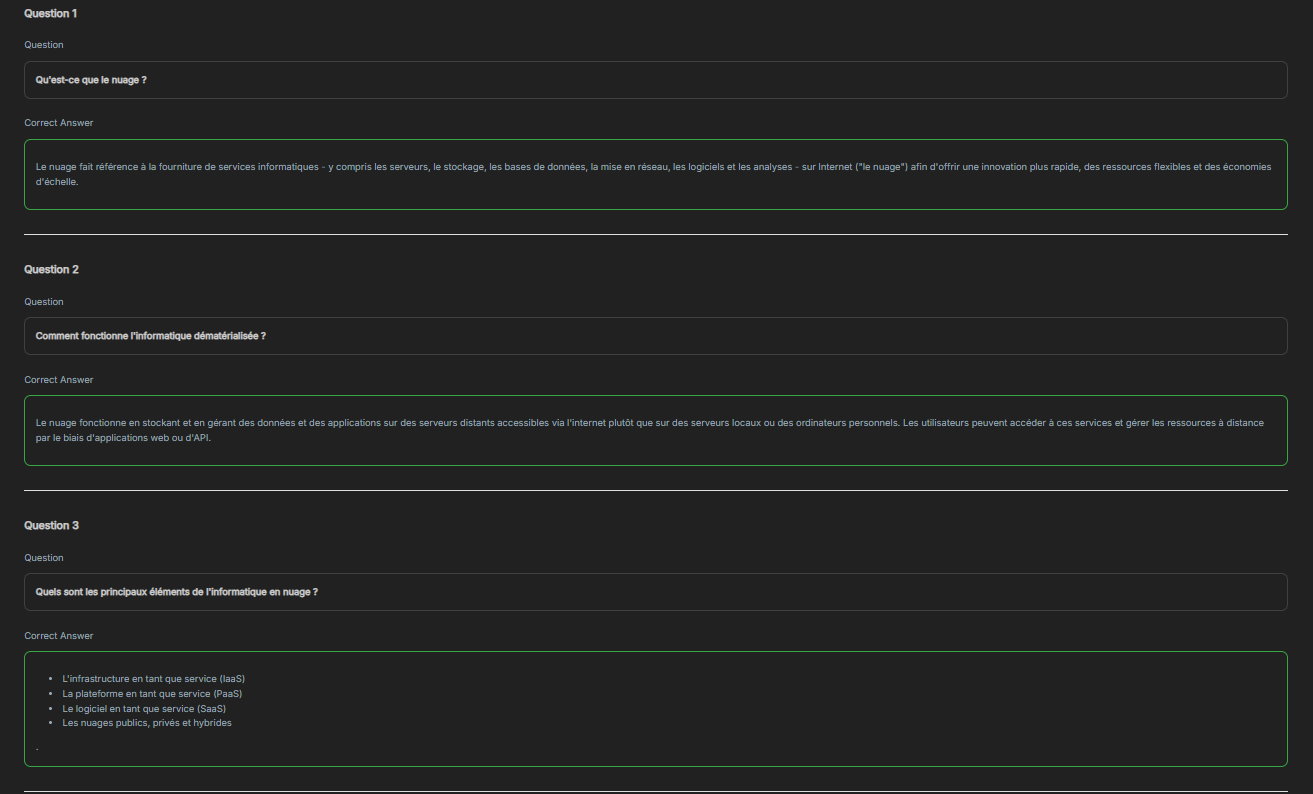 Question 1
Question
Qu'est-ce que le nuage ?
Correct Answer
Le nuage fait référence à la fourniture de services informatiques - y compris les serveurs, le stockage, les bases de données, la mise en réseau, les logiciels et les analyses - sur Internet ("le nuage") afin d'offrir une innovation plus rapide, des ressources flexibles et des économies
d'échelle.
Question 2
Question
Comment fonctionne l'informatique dématérialisée ?
Correct Answer
Le nuage fonctionne en stockant et en gérant des données et des applications sur des serveurs distants accessibles via l'internet plutôt que sur des serveurs locaux ou des ordinateurs personnels. Les utilisateurs peuvent accéder à ces services et gérer les ressources à distance
par le biais d'applications web ou d'API.
Question 3
Question
Quels sont les principaux éléments de l'informatique en nuage ?
Correct Answer
• L'infrastructure en tant que service (IaaS)
• La plateforme en tant que service (PaaS)
• Le logiciel en tant que service (SaaS)
• Les nuages publics, privés et hybrides
.